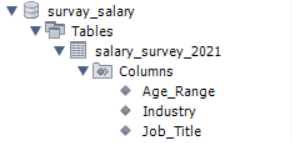 survay_salary
Tables
salary_survey_2021
Columns
Age_Range
Industry
Job_Title